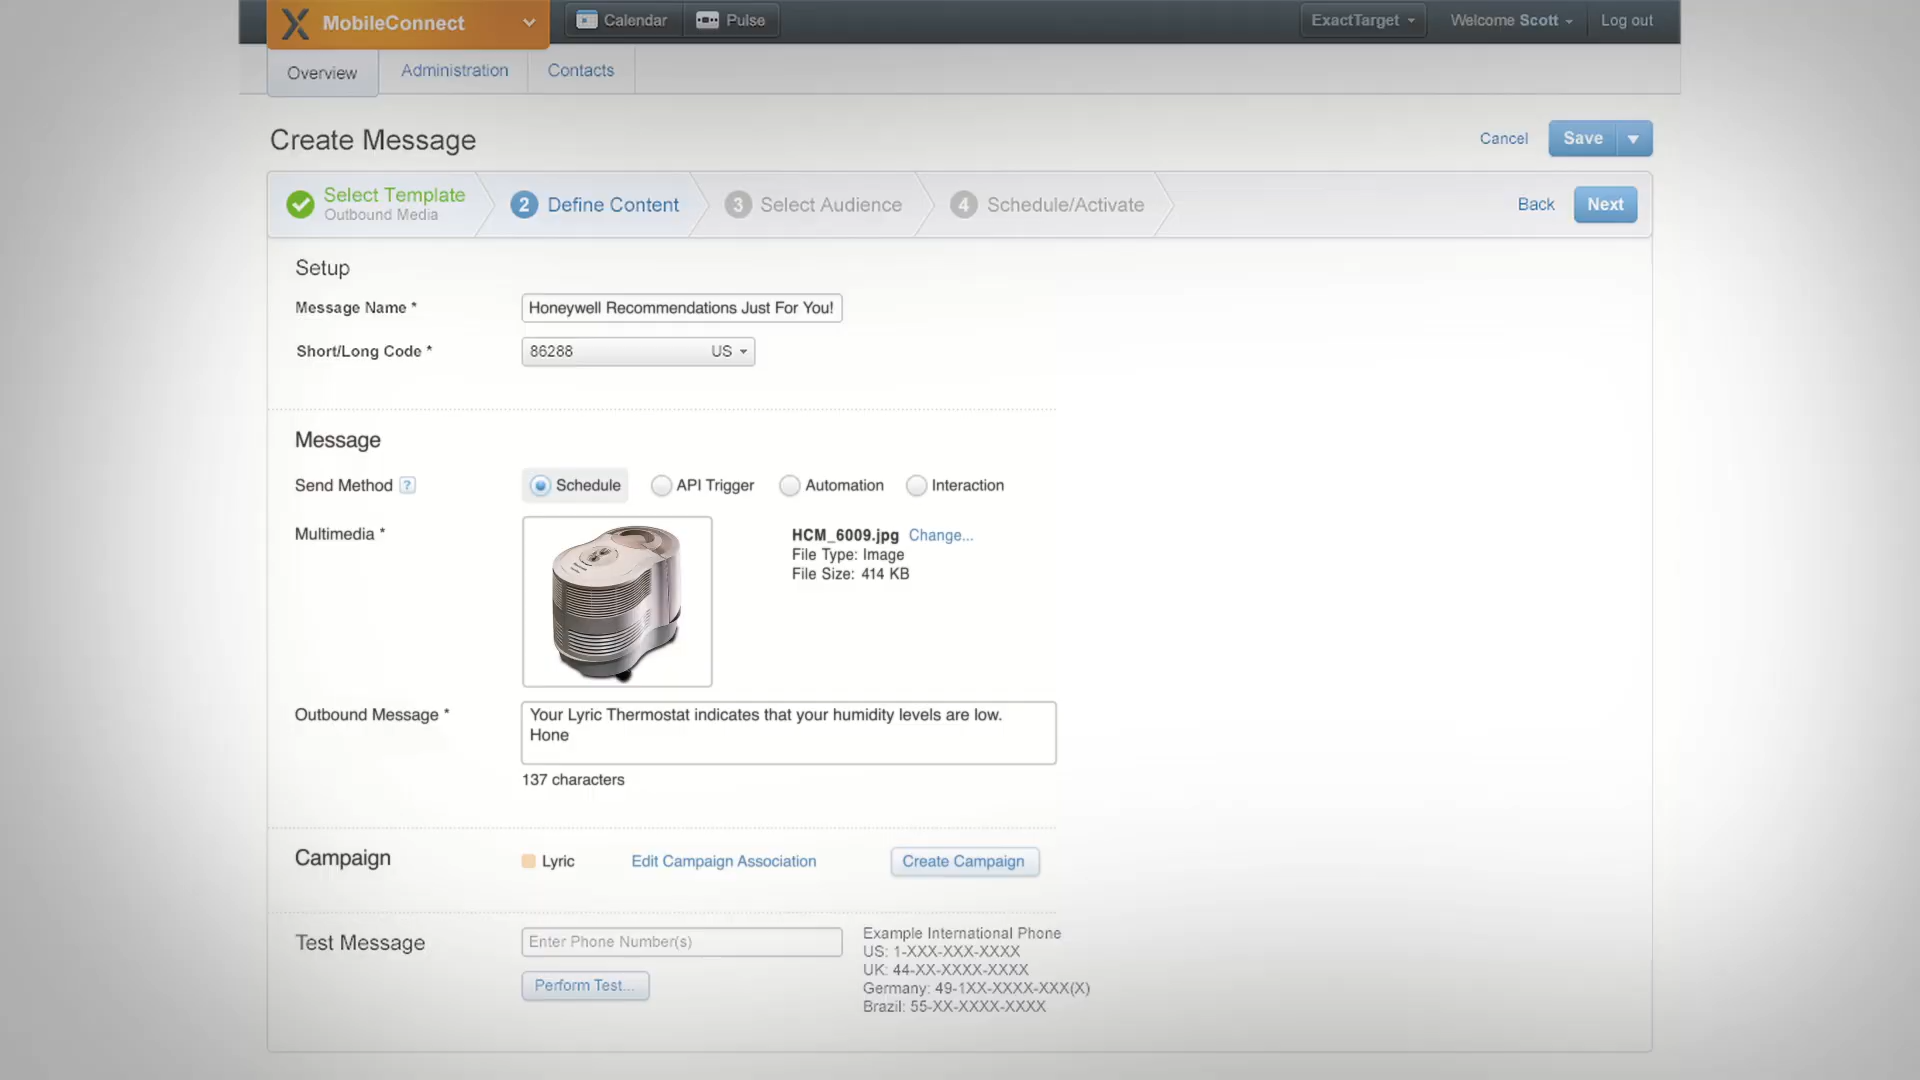 MobileConnect
Calendar
Pulse
ExactTarget
Welcome Scott
Log out
Overview
Administration
Contacts
Create Message
Cancel
Save
Select Template
Outbound Media
2 Define Content
3 Select Audience
4 Schedule/Activate
Back
Next
Setup
Message Name *
Honeywell Recommendations Just For You!
Short/Long Code *
86288 US
Message
Send Method ?
Schedule
API Trigger
Automation
Interaction
Multimedia *
HCM_6009.jpg Change...
File Type: Image
File Size: 414 KB
Outbound Message *
Your Lyric Thermostat indicates that your humidity levels are low.
Hone
137 characters
Campaign
Lyric
Edit Campaign Association
Create Campaign
Test Message
Enter Phone Number(s)
Perform Test...
Example International Phone
US: 1-XXX-XXX-XXXX
UK: 44-XX-XXXX-XXXX
Germany: 49-1XX-XXXX-XXX(X)
Brazil: 55-XX-XXXX-XXXX